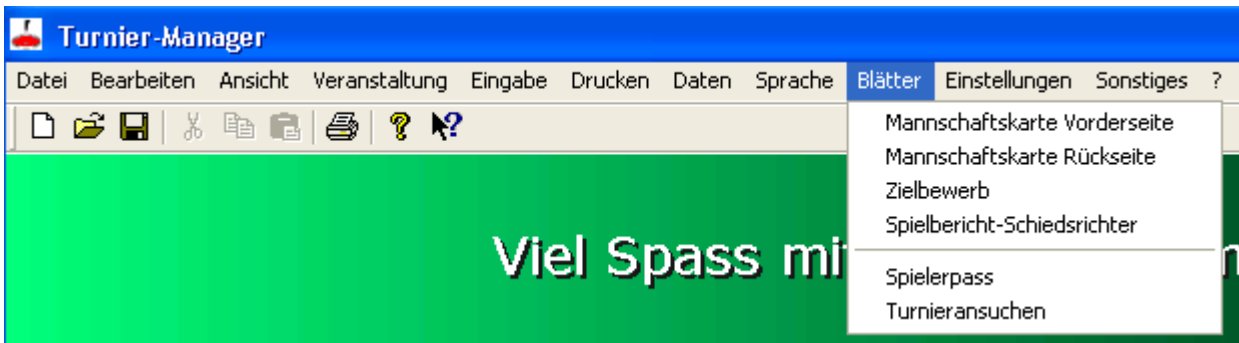 Turnier-Manager
Datei Bearbeiten Ansicht Veranstaltung Eingabe Drucken Daten Sprache Blätter Einstellungen Sonstiges ?
Mannschaftskarte Vorderseite
Mannschaftskarte Rückseite
Zielbewerb
Spielbericht-Schiedsrichter
Viel Spass mi
Spielerpass
Turnieransuchen